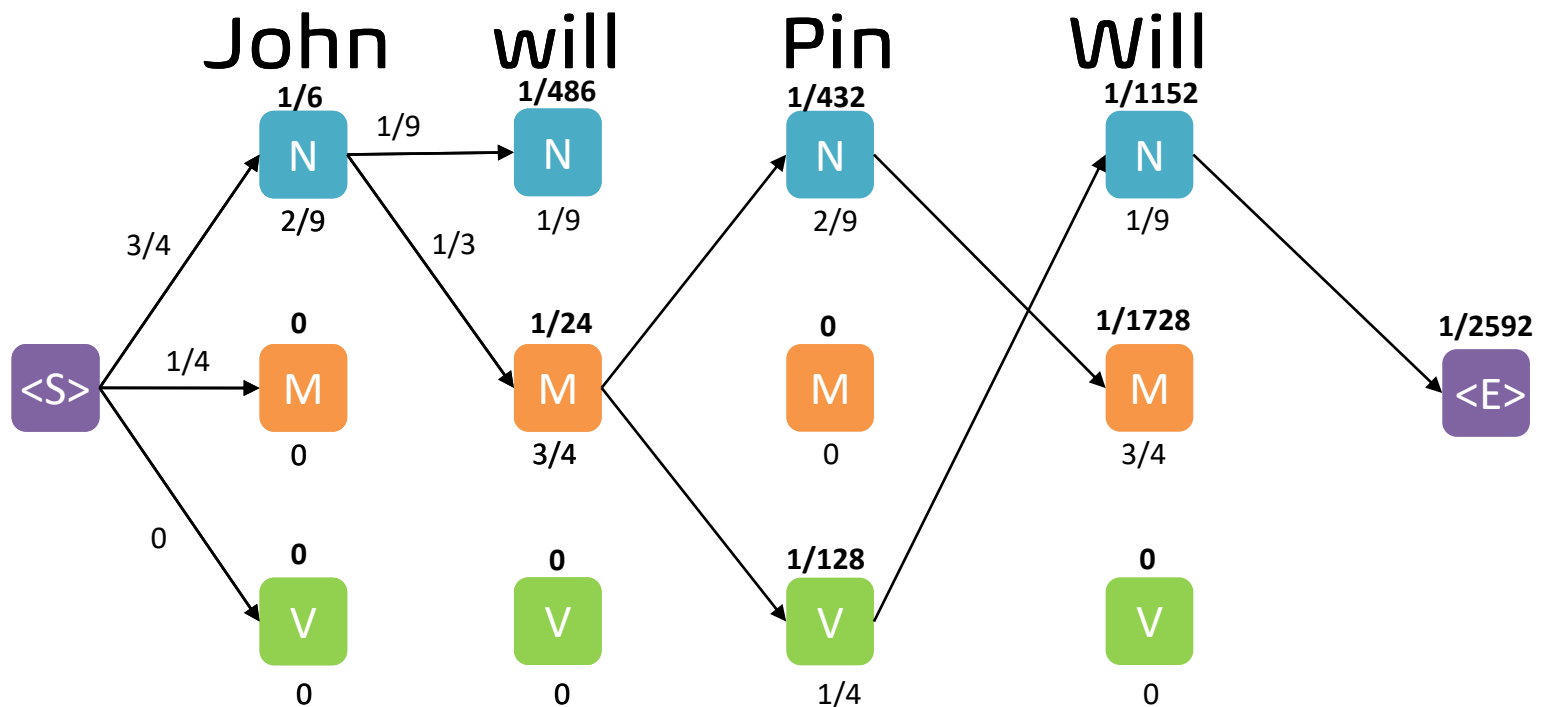 John will Pin Will
1/6 1/486 1/432 1/1152
1/9
N N N N
2/9 1/9 2/9 1/9
3/4 1/3
0 1/24 0 1/1728 1/2592
1/4
<S> M M M M <E>
0 3/4 0 3/4
0
0 0 1/128 0
V V V V
0 0 1/4 0